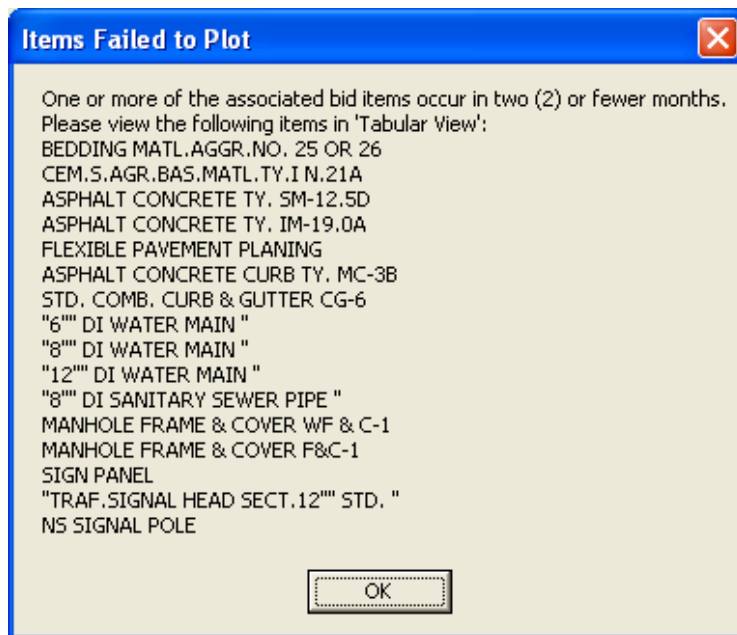 Items Failed to Plot
One or more of the associated bid items occur in two (2) or fewer months.
Please view the following items in 'Tabular View':
BEDDING MATL.AGGR.NO. 25 OR 26
CEM.S.AGR.BAS.MATL.TY.I N.21A
ASPHALT CONCRETE TY. SM-12.5D
ASPHALT CONCRETE TY. IM-19.0A
FLEXIBLE PAVEMENT PLANING
ASPHALT CONCRETE CURB TY. MC-3B
STD. COMB. CURB & GUTTER CG-6
"6"" DI WATER MAIN "
"8"" DI WATER MAIN "
"12"" DI WATER MAIN "
"8"" DI SANITARY SEWER PIPE "
MANHOLE FRAME & COVER WF & C-1
MANHOLE FRAME & COVER F&C-1
SIGN PANEL
"TRAF.SIGNAL HEAD SECT.12"" STD. "
NS SIGNAL POLE
OK